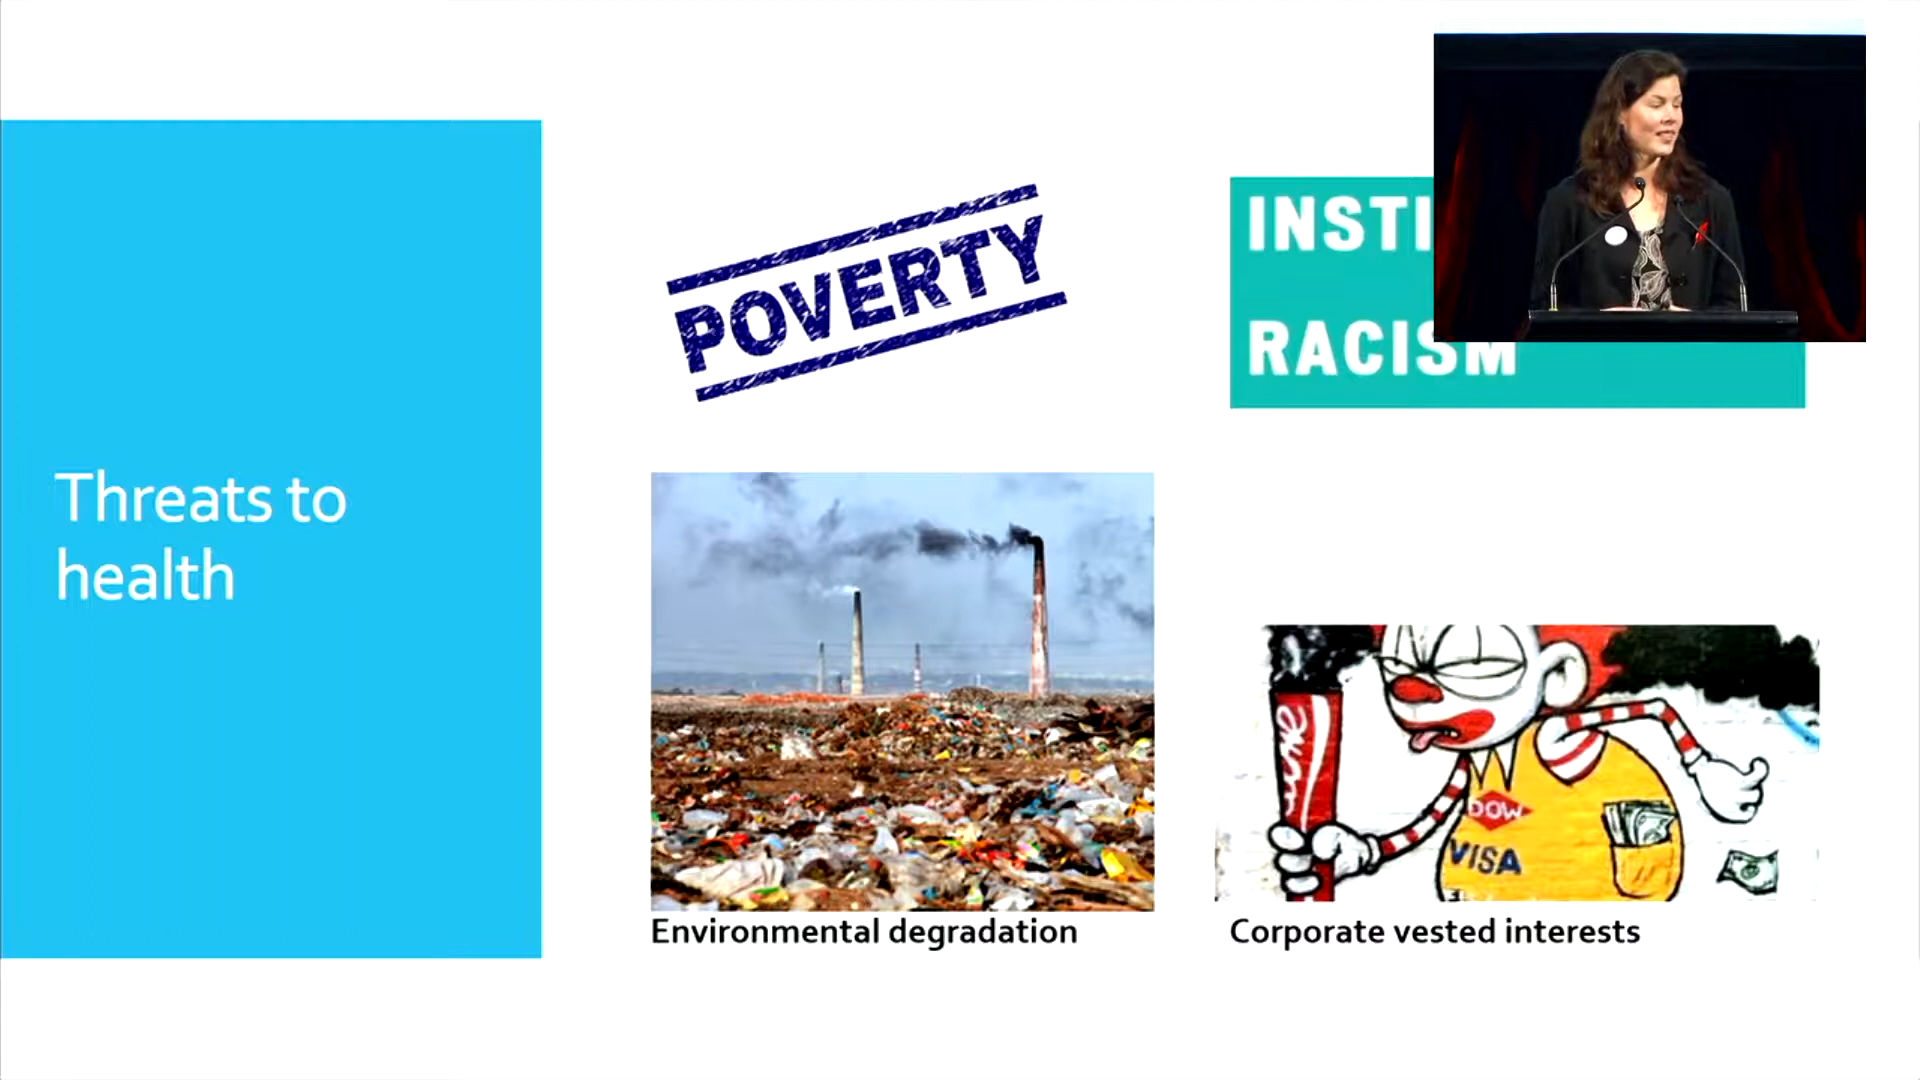 Threats to
health
POVERTY
INSTI
RACISM
DOW
VISA
Environmental degradation
Corporate vested interests